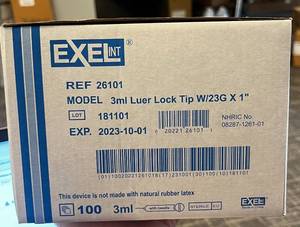 EXEL INT ®
REF 26101
MODEL 3ml Luer Lock Tip W/23G X 1"
LOT 181101
NHRIC No.
08287-1261-01
EXP. 2023-10-01
This device is not made with natural rubber latex
100 3ml
STERILE
EXEL